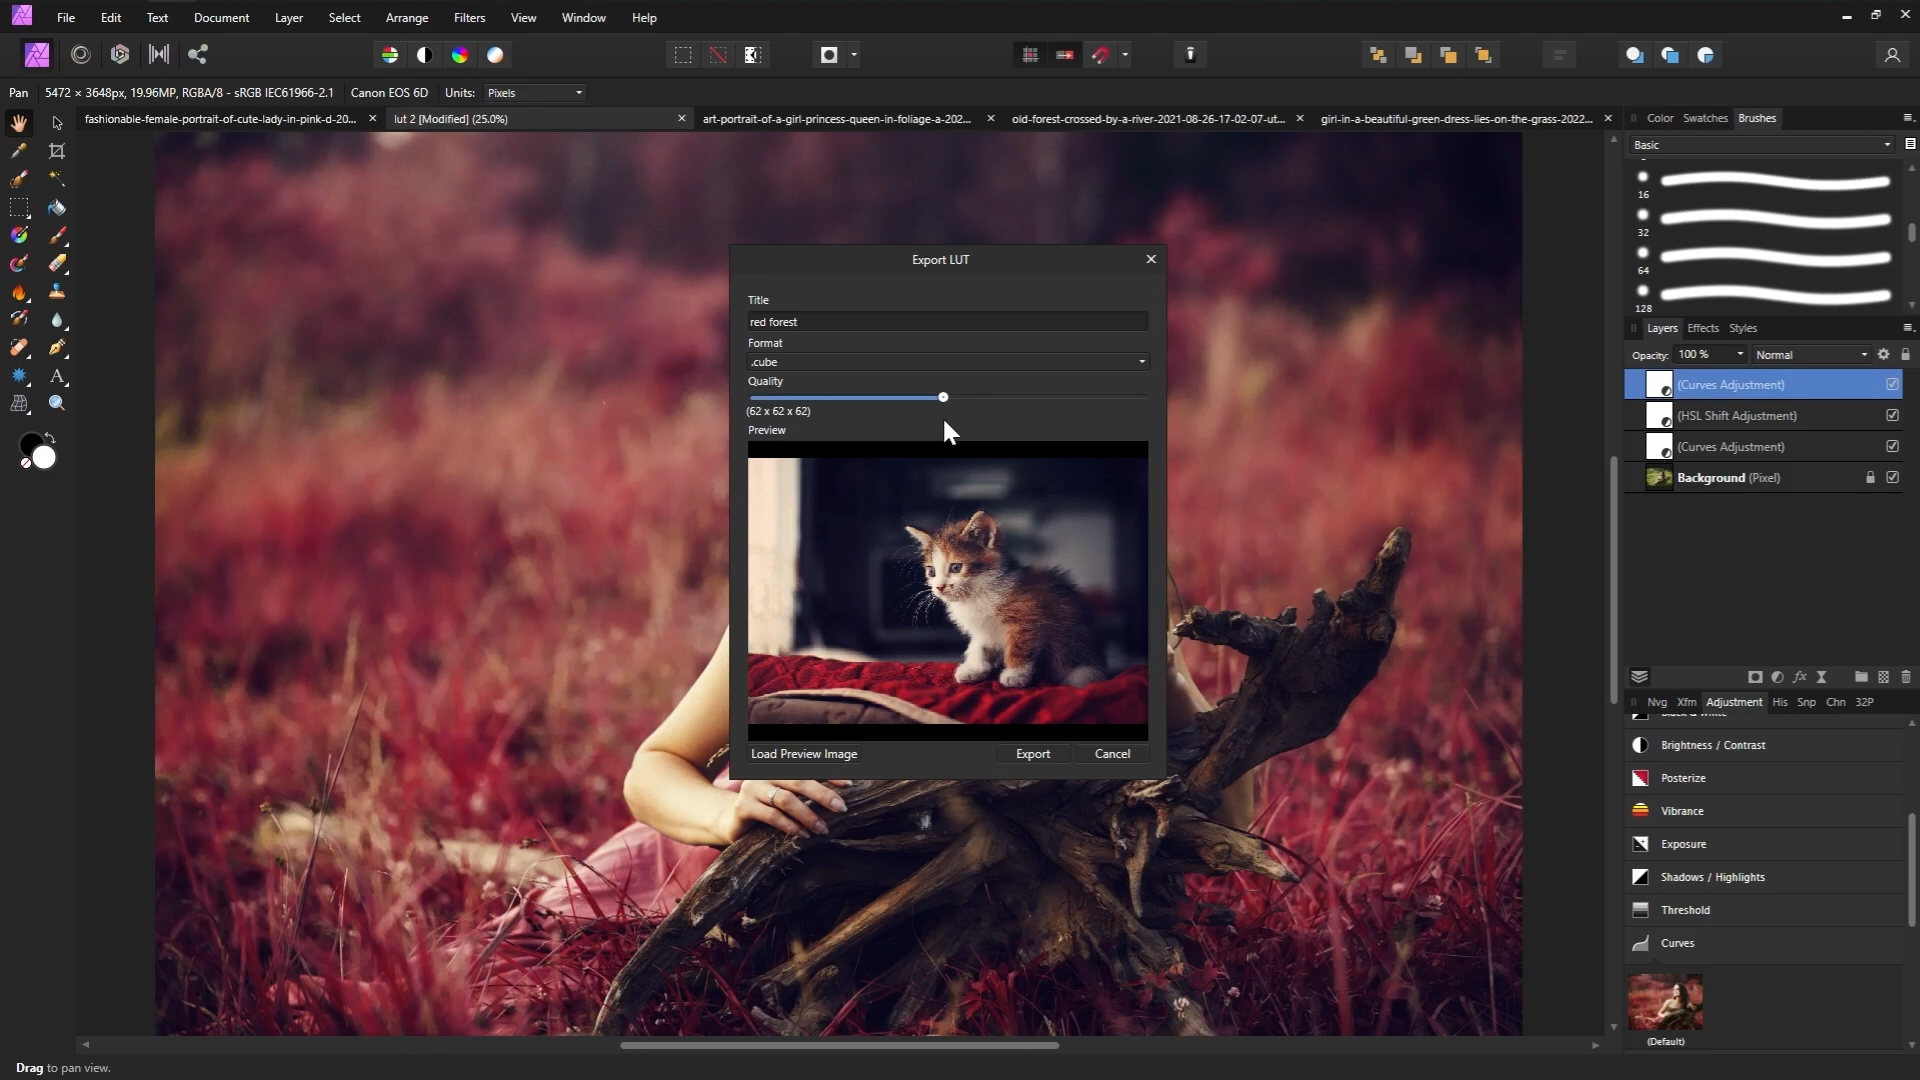 File Edit Text Document Layer Select Arrange Filters View Window Help
Pan 5472 × 3648px, 19.96MP, RGBA/8 - sRGB IEC61966-2.1 Canon EOS 6D Units: Pixels
fashionable-female-portrait-of-cute-lady-in-pink-d-20...
lut 2 [Modified] (25.0%)
art-portrait-of-a-girl-princess-queen-in-foliage-a-202...
old-forest-crossed-by-a-river-2021-08-26-17-02-07-ut...
girl-in-a-beautiful-green-dress-lies-on-the-grass-2022...
Color Swatches Brushes
Basic
16
32
64
128
Export LUT
Title
red forest
Format
.cube
Quality
(62 x 62 x 62)
Preview
Load Preview Image Export Cancel
Layers Effects Styles
Opacity: 100 % Normal
(Curves Adjustment)
(HSL Shift Adjustment)
(Curves Adjustment)
Background (Pixel)
fx
Nvg Xfm Adjustment His Snp Chn 32P
Black & White
Brightness / Contrast
Posterize
Vibrance
Exposure
Shadows / Highlights
Threshold
Curves
(Default)
Drag to pan view.